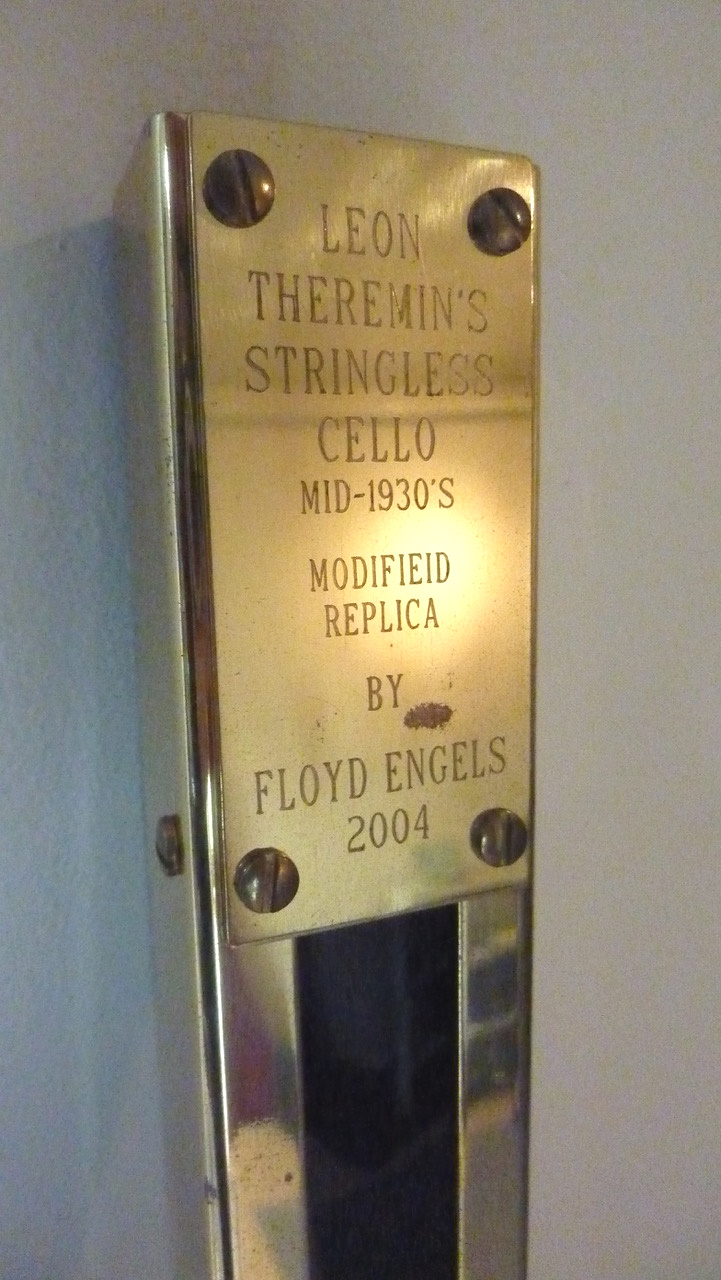 LEON
THEREMIN'S
STRINGLESS
CELLO
MID-1930'S
MODIFIEID
REPLICA
BY
FLOYD ENGELS
2004